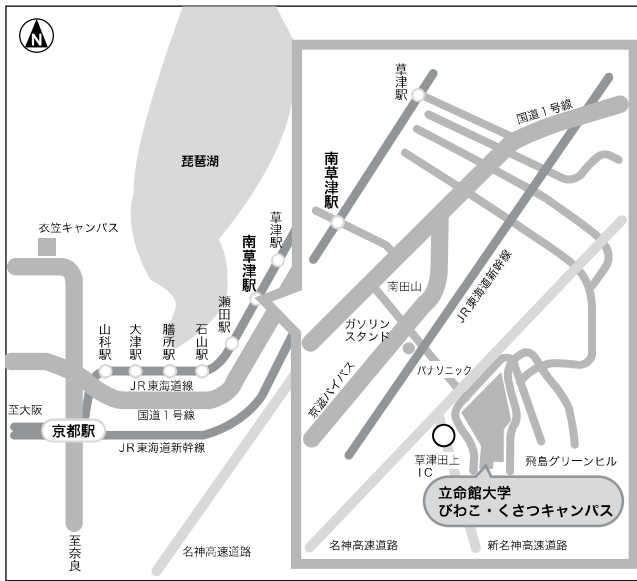 N
琵琶湖
衣笠キャンパス
草津駅
南草津駅
瀬田駅
石山駅
膳所駅
大津駅
山科駅
JR東海道線
国道1号線
至大阪
京都駅
JR東海道新幹線
至奈良
名神高速道路
草津駅
国道1号線
南草津駅
南田山
JR東海道新幹線
ガソリン
スタンド
パナソニック
京滋バイパス
草津田上
IC
飛島グリーンヒル
立命館大学
びわこ・くさつキャンパス
名神高速道路
新名神高速道路